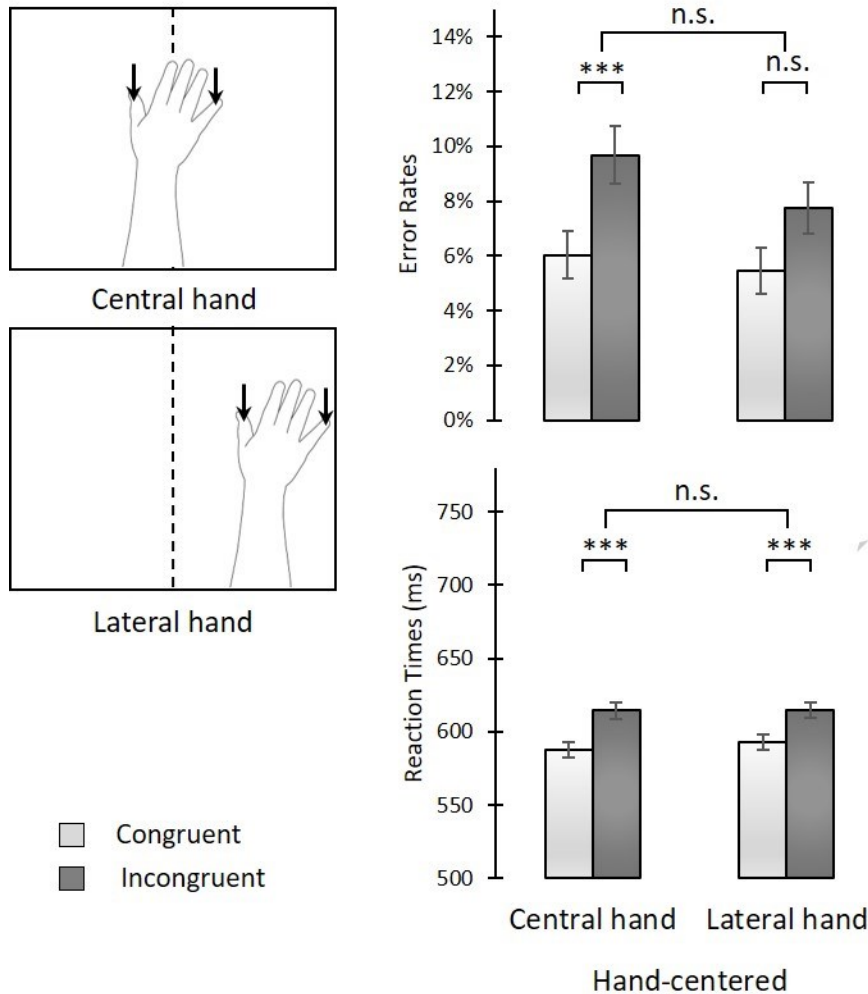 Central hand
Lateral hand
Congruent
Incongruent
n.s.
14%
n.s.
***
12%
10%
8%
6%
4%
2%
0%
Error Rates
n.s.
750
*** ***
700
650
600
550
500
Reaction Times (ms)
Central hand Lateral hand
Hand-centered